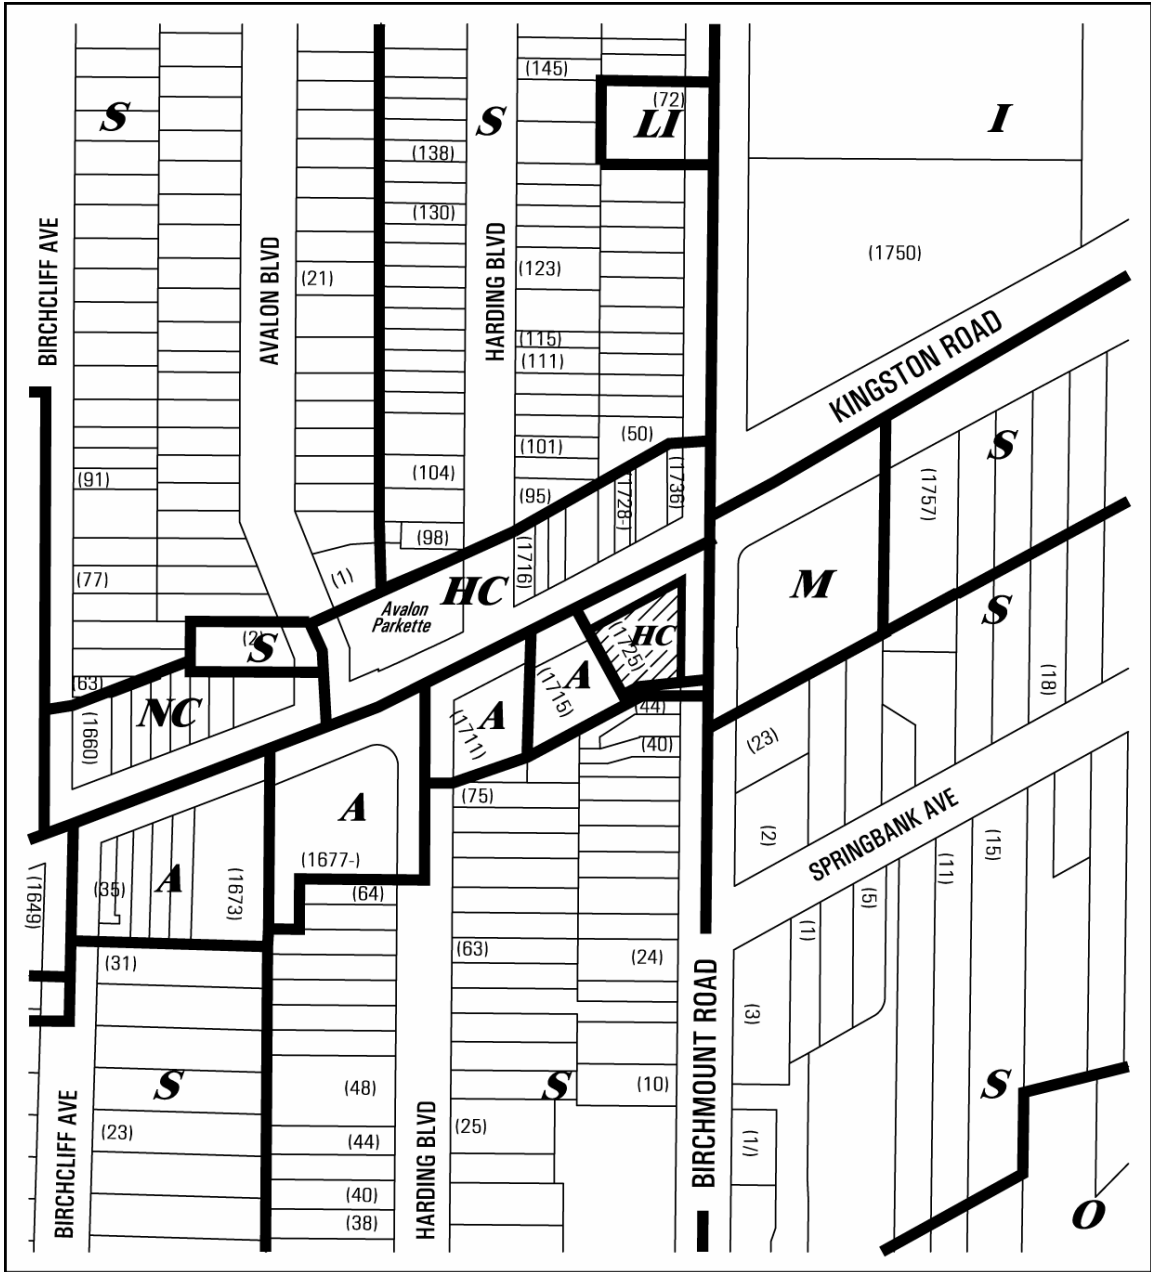 (145)
(72)
S
S
LI
I
(138)
(130)
BIRCHCLIFF AVE
AVALON BLVD
HARDING BLVD
(21)
(123)
(1750)
(115)
(111)
KINGSTON ROAD
(50)
(101)
S
(91)
(104)
(95)
(1728-)
(1736)
(1757)
(98)
(1716)
(77)
(1)
HC
M
Avalon
Parkette
S
(2)
S
HC
(1725)
(63)
A
(1715)
(18)
NC
A
(44)
(1660)
(1711)
(40)
(23)
(75)
A
SPRINGBANK AVE
(2)
(15)
(1677-)
(11)
A
(35)
(1673)
(64)
(5)
(1649)
(1)
(31)
(63)
(24)
BIRCHMOUNT ROAD
(3)
S
(48)
S
(10)
S
BIRCHCLIFF AVE
(23)
(44)
HARDING BLVD
(25)
(1/)
(40)
(38)
O